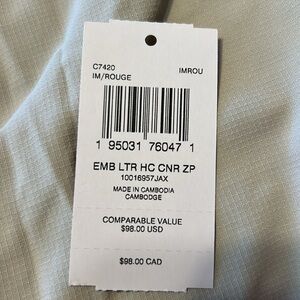 C7420 IMROU
IM/ROUGE
1 95031 76047 1
EMB LTR HC CNR ZP
10016957JAX
MADE IN CAMBODIA
CAMBODGE
COMPARABLE VALUE
$98.00 USD
$98.00 CAD